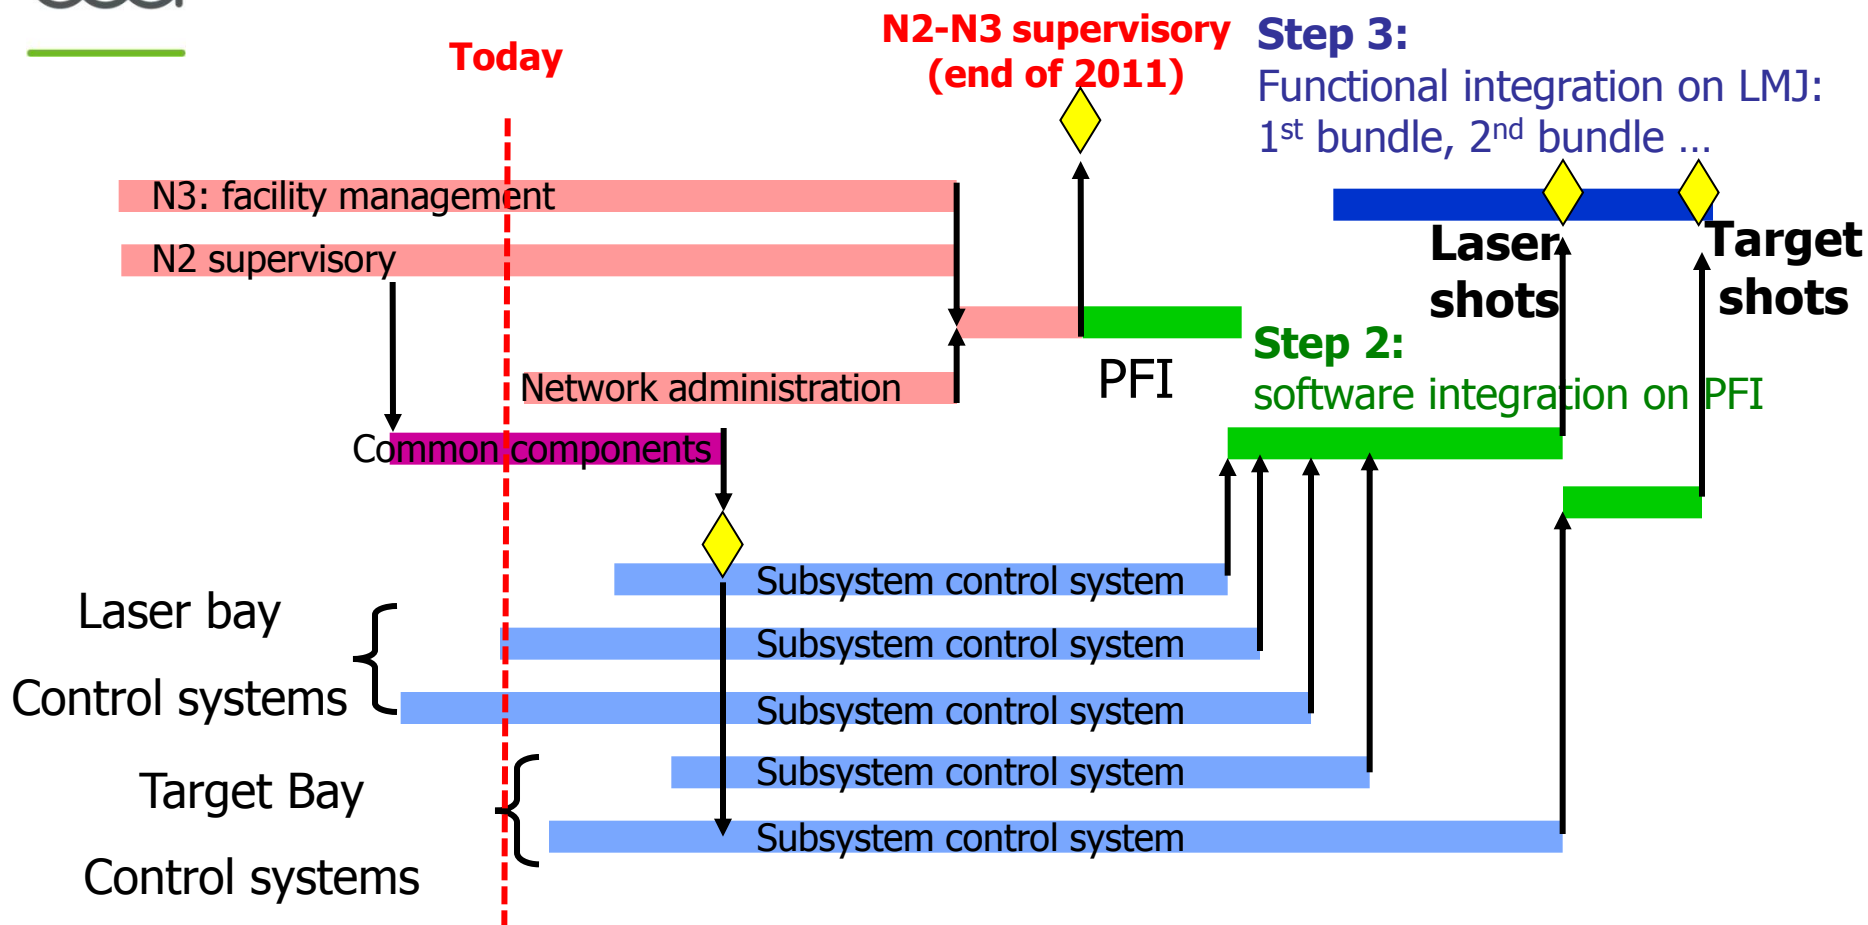 Today
N2-N3 supervisory
(end of 2011)
Step 3:
Functional integration on LMJ:
1st bundle, 2nd bundle ...
N3: facility management
N2 supervisory
Laser
shots
Target
shots
PFI
Step 2:
software integration on PFI
Network administration
Common components
Laser bay
Control systems
Subsystem control system
Subsystem control system
Subsystem control system
Target Bay
Control systems
Subsystem control system
Subsystem control system